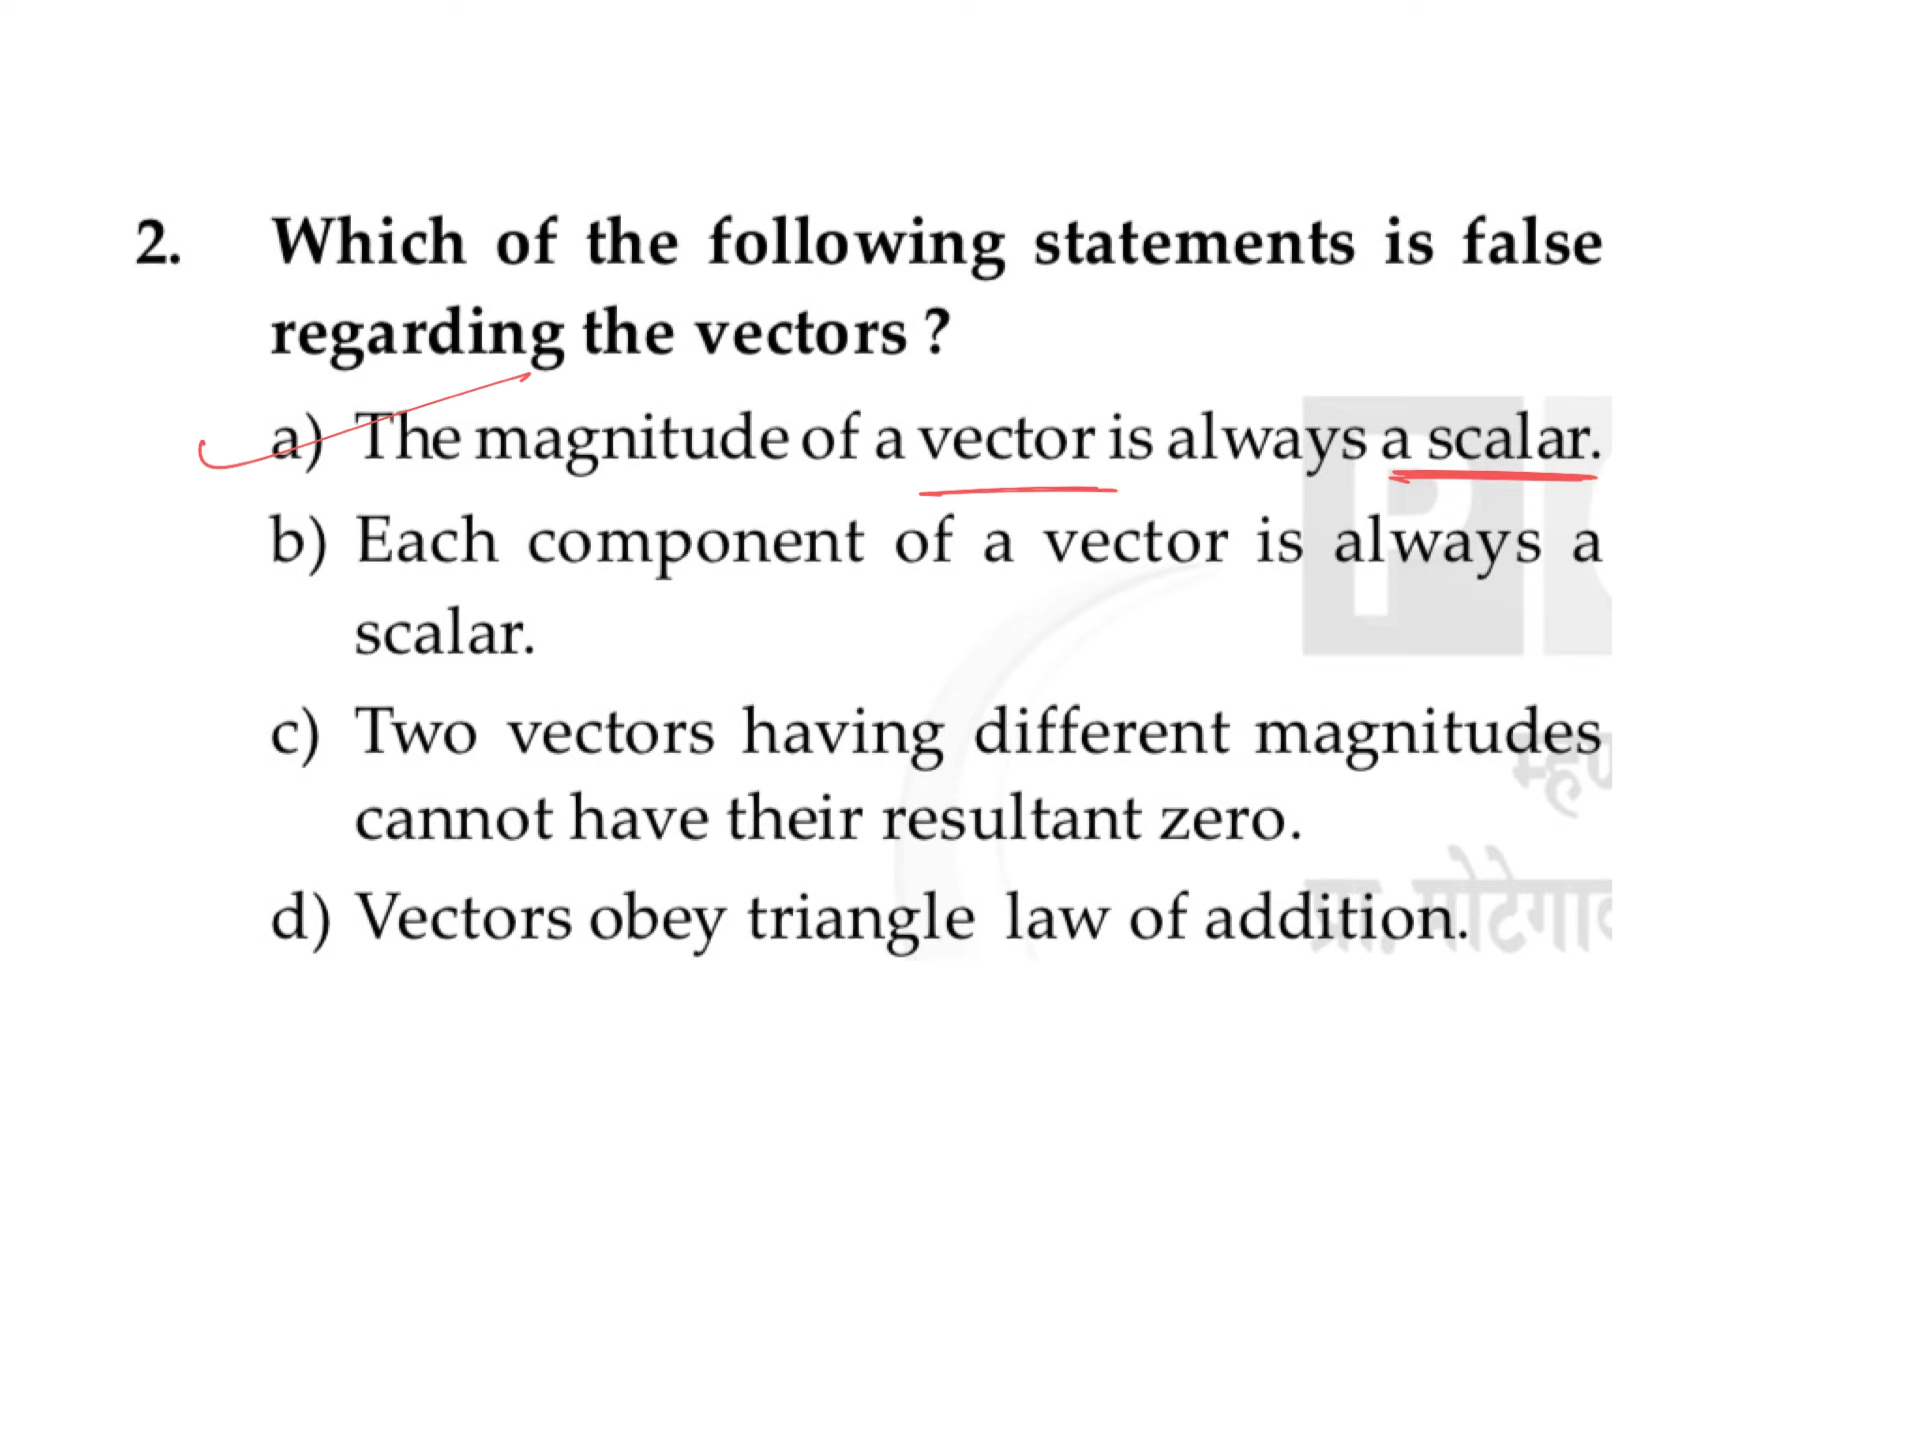 2. Which of the following statements is false
regarding the vectors ?
a) The magnitude of a vector is always a scalar.
b) Each component of a vector is always a
scalar.
c) Two vectors having different magnitudes
cannot have their resultant zero.
d) Vectors obey triangle law of addition.